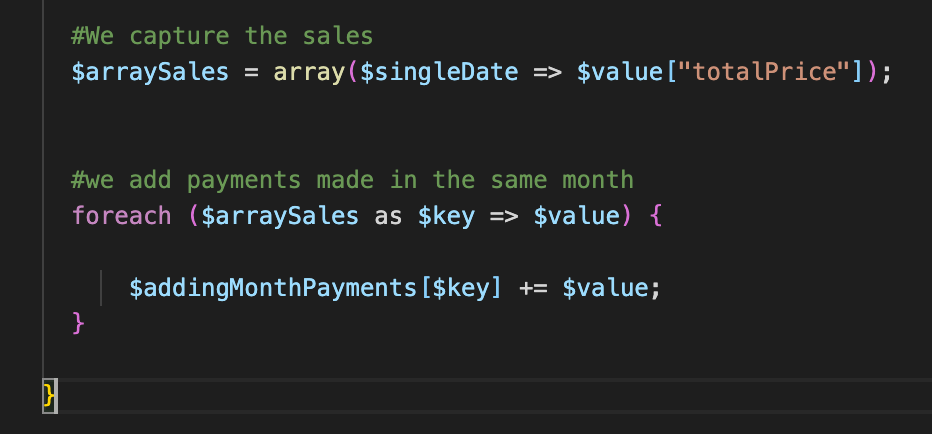 #We capture the sales
$arraySales = array($singleDate => $value["totalPrice"]);
#we add payments made in the same month
foreach ($arraySales as $key => $value) {
$addingMonthPayments[$key] += $value;
}
}